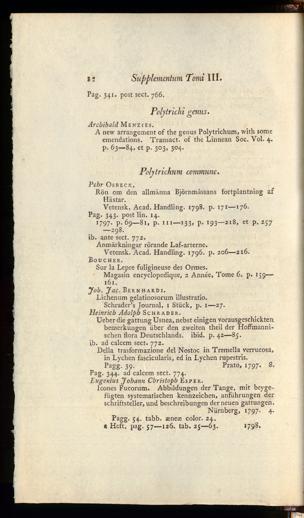 22 Supplementum Tomi III.
Pag. 341. post sect. 766.
Polytrichi genus.
Archibald MENZIES.
A new arrangement of the genus Polytrichum, with some
emendations. Transact. of the Linnean Soc. Vol. 4.
p. 63—84. et p. 303, 304.
Polytrichum commune.
Pehr OSBECK.
Rön om den allmänna Björnmåssans fortplantning af
Hästar.
Vetensk. Acad. Handling. 1798. p. 171—176.
Pag. 343. post lin. 14.
1797. p. 69—81, p. 111—133, p. 193—218, et p. 257
—298.
ib. ante sect. 772.
Anmärkningar rörande Laf-arterne.
Vetensk. Acad. Handling. 1796. p. 206—216.
BOUCHER.
Sur la Lepre fuligineuse des Ormes.
Magasin encyclopedique, 2 Année, Tome 6. p. 159—
161.
Joh. Jac. BERNHARDI.
Lichenum gelatinosorum illustratio.
Schrader's Journal, 1 Stück, p. 1—27.
Heinrich Adolph SCHRADER.
Ueber die gattung Usnea, nebst einigen vorausgeschickten
bemerkungen über den zweiten theil der Hoffmanni-
schen flora Deutschlands. ibid. p. 42—85.
ib. ad calcem sect. 772.
Della trasformazione del Nostoc in Tremella verrucosa,
in Lychen fascicularis, ed in Lychen rupestris.
Pagg. 39. Prato, 1797. 8.
Pag. 344. ad calcem sect. 774.
Eugenius Johann Christoph ESPER.
Icones Fucorum. Abbildungen der Tange, mit beyge-
fügten systematischen kennzeichen, anführungen der
schriftsteller, und beschreibungen der neuen gattungen.
Nürnberg, 1797. 4.
Pagg. 54. tabb. æneæ color. 24.
2 Heft, pag. 57—126. tab. 25—63. 1798.